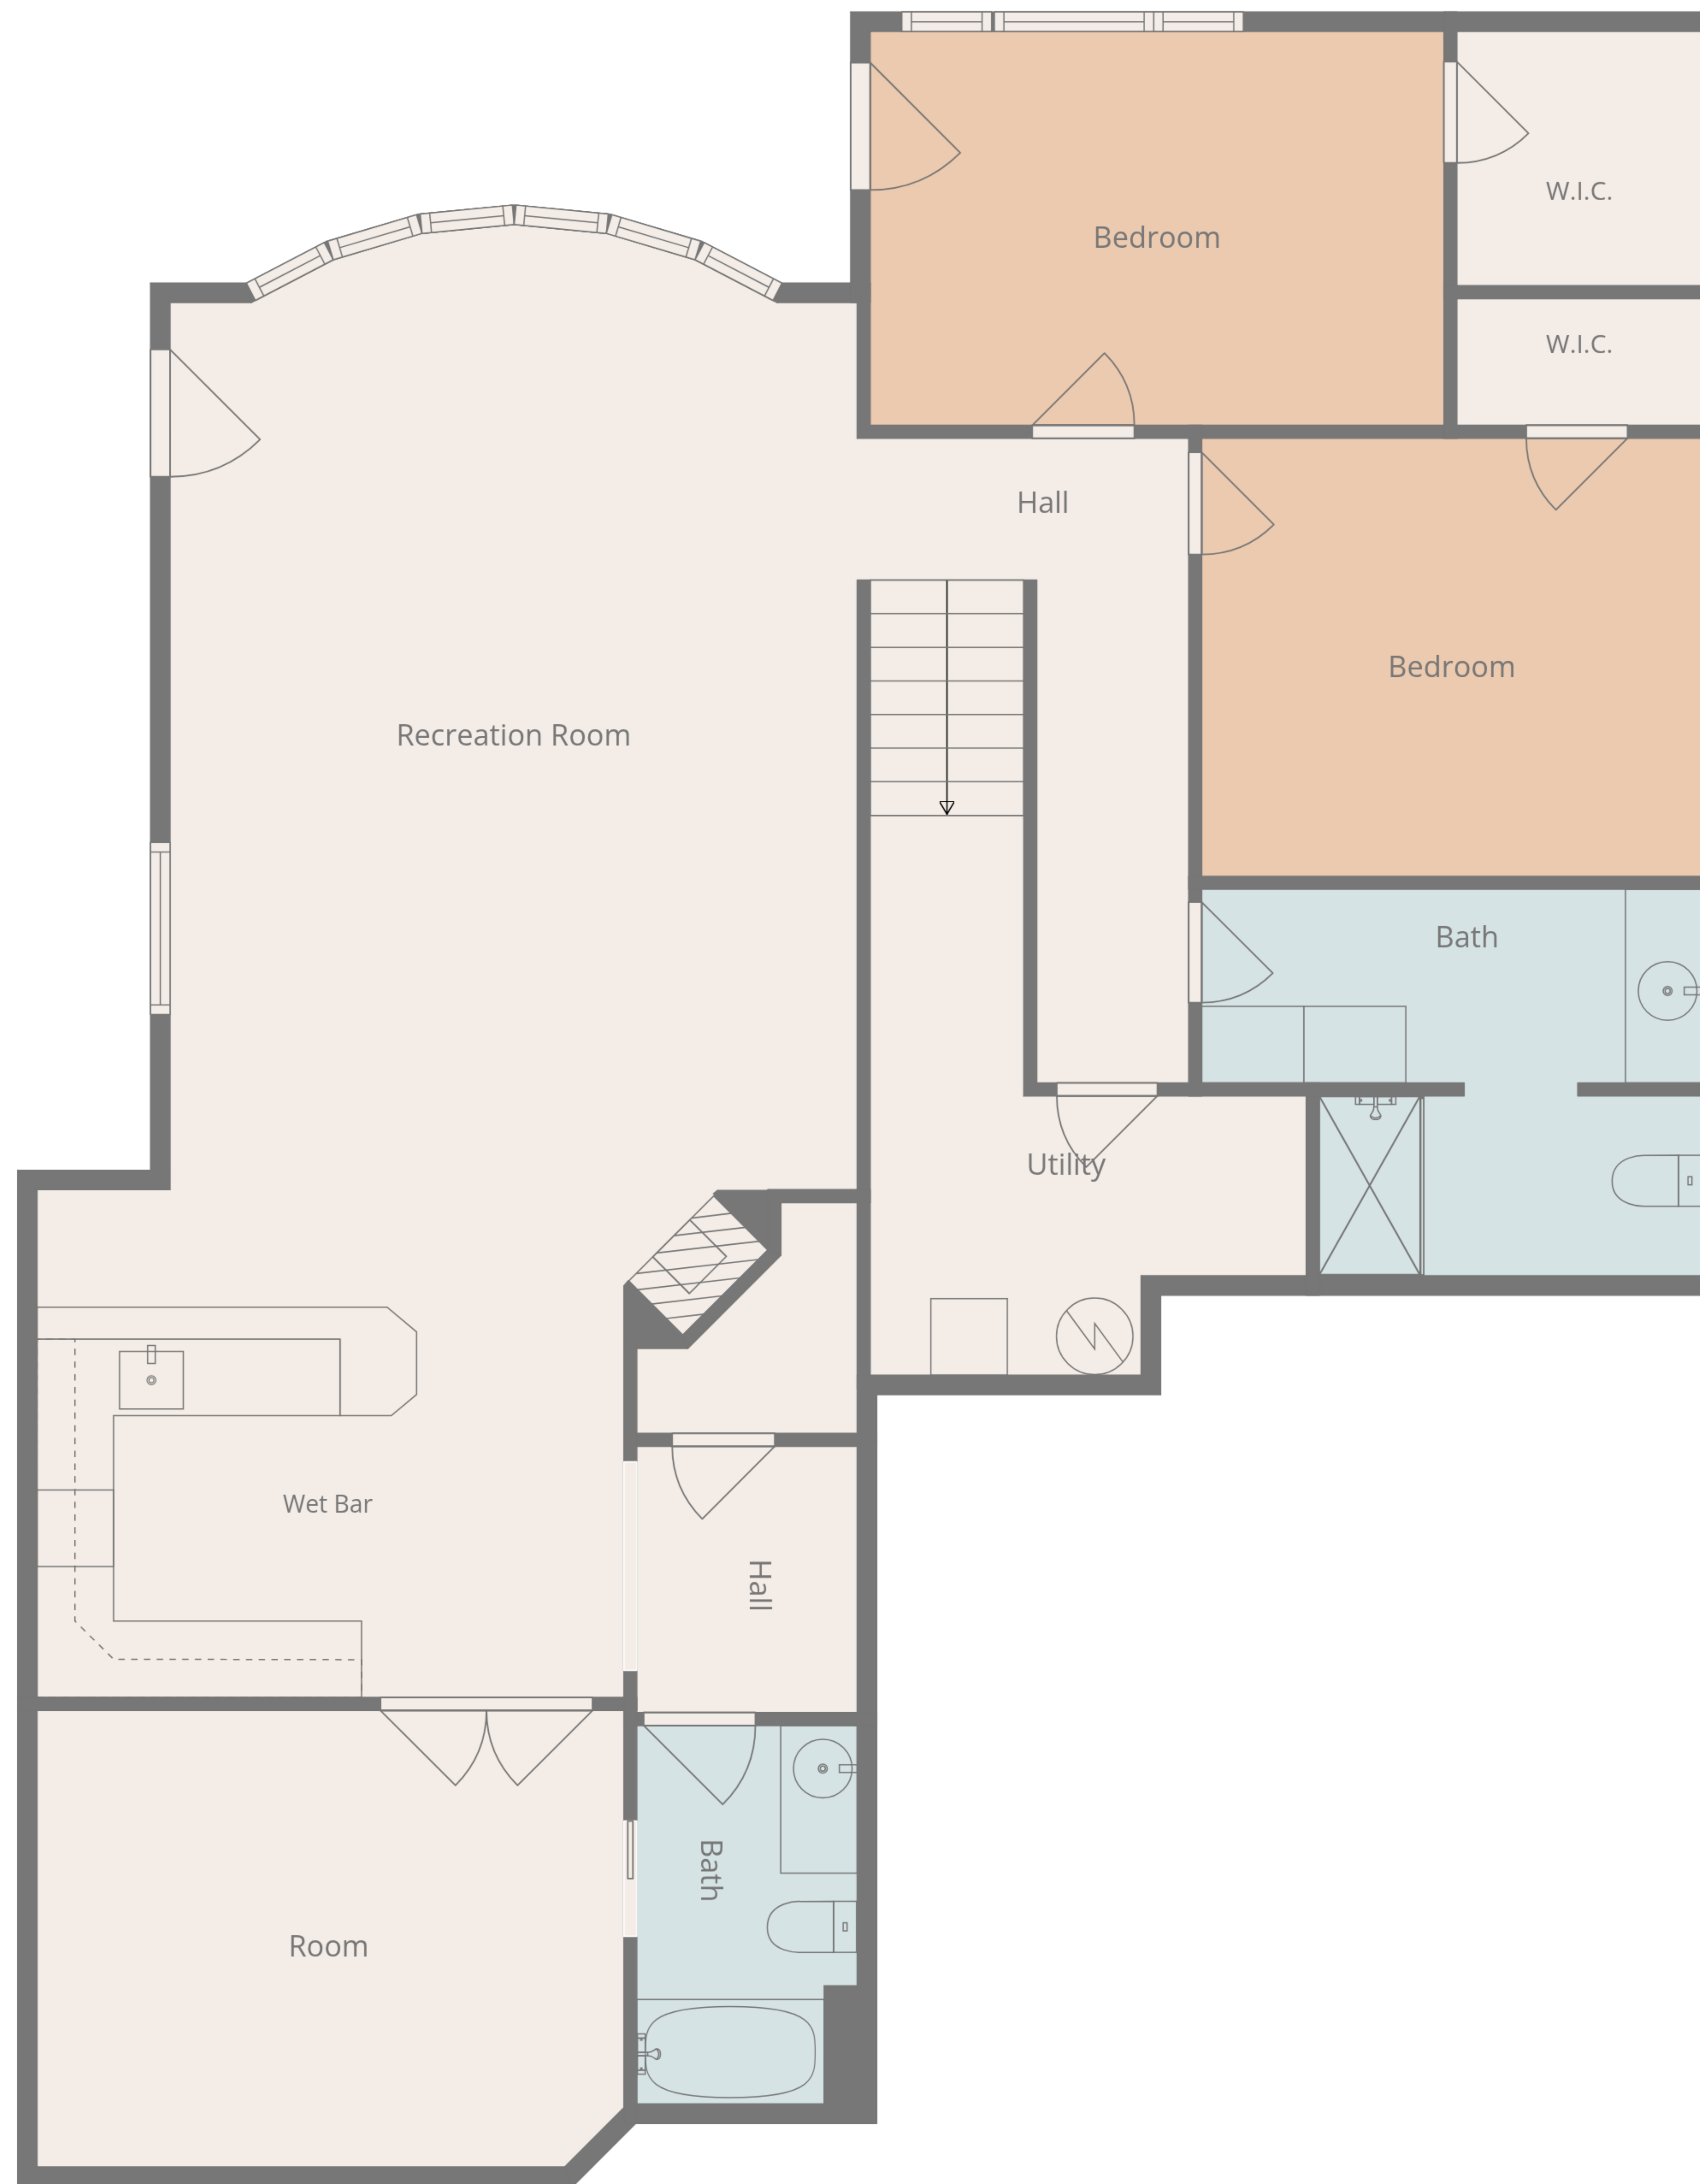 W.I.C.
Bedroom
W.I.C.
Hall
Bedroom
Recreation Room
Bath
Utility
Wet Bar
Hall
Bath
Room